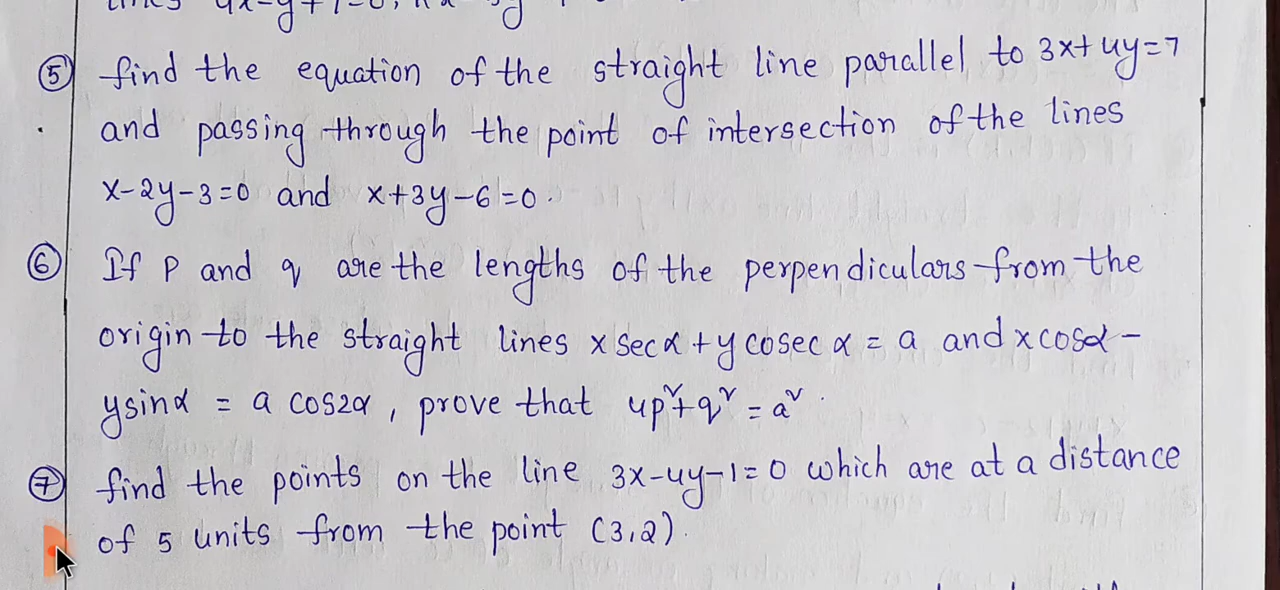 ⑤ find the equation of the straight line parallel to 3x+4y=7
and passing through the point of intersection of the lines
x-2y-3=0 and x+3y-6=0.
⑥ If P and q are the lengths of the perpendiculars from the
origin to the straight lines x sec α + y cosec α = a and x cosα -
y sinα = a cos2α, prove that 4p²+q² = a².
⑦ find the points on the line 3x-4y-1=0 which are at a distance
of 5 units from the point (3,2).